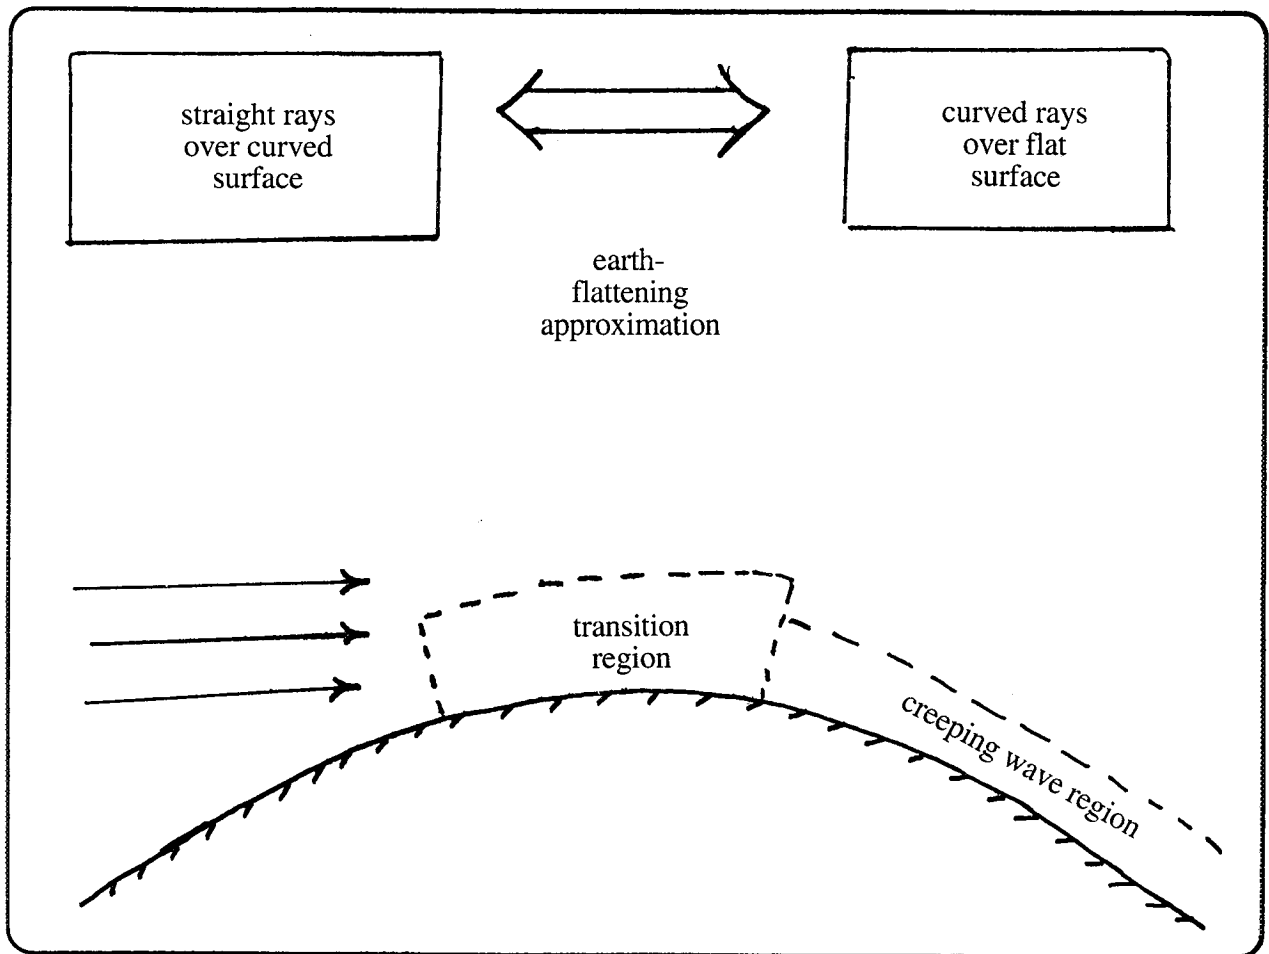 straight rays
over curved
surface
curved rays
over flat
surface
earth-
flattening
approximation
transition
region
creeping wave region